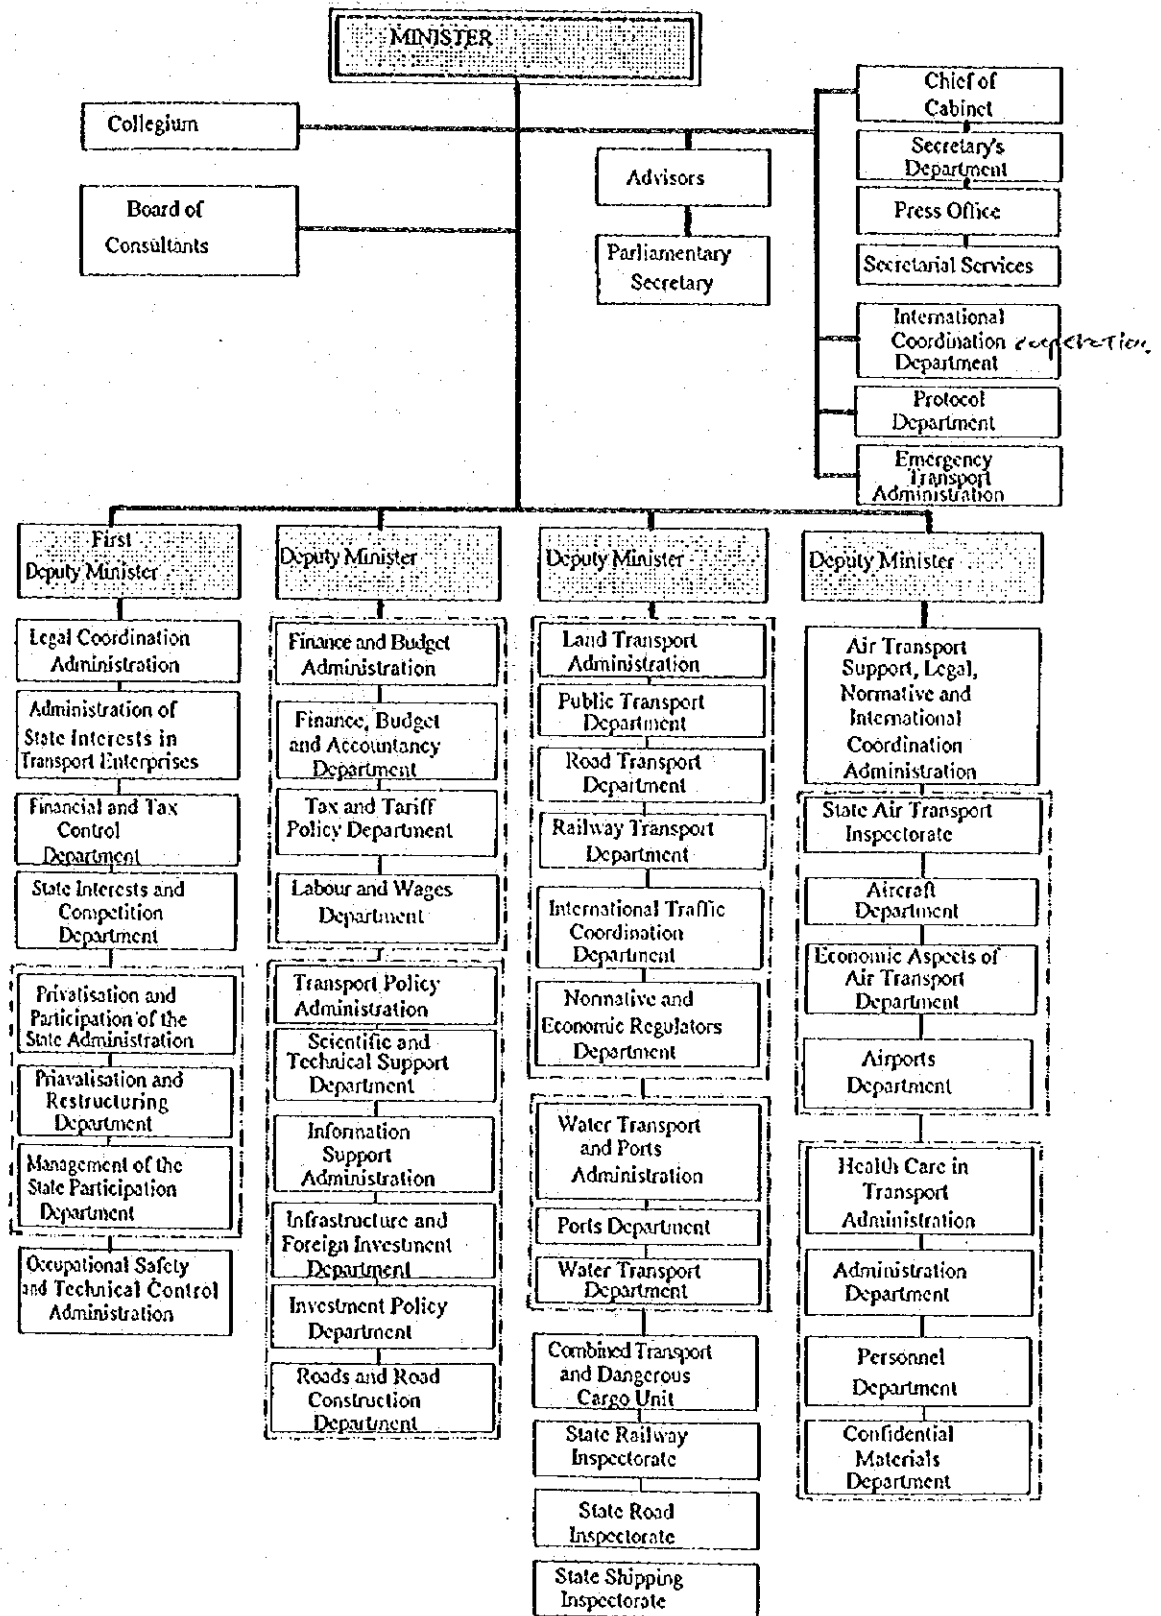 MINISTER
Collegium
Board of
Consultants
Advisors
Parliamentary
Secretary
Chief of
Cabinet
Secretary's
Department
Press Office
Secretarial Services
International
Coordination
Department
Protocol
Department
Emergency
Transport
Administration
First
Deputy Minister
Legal Coordination
Administration
Administration of
State Interests in
Transport Enterprises
Financial and Tax
Control
Department
State Interests and
Competition
Department
Privatisation and
Participation of the
State Administration
Priavatisation and
Restructuring
Department
Management of the
State Participation
Department
Occupational Safety
and Technical Control
Administration
Deputy Minister
Finance and Budget
Administration
Finance, Budget
and Accountancy
Department
Tax and Tariff
Policy Department
Labour and Wages
Department
Transport Policy
Administration
Scientific and
Technical Support
Department
Information
Support
Administration
Infrastructure and
Foreign Investment
Department
Investment Policy
Department
Roads and Road
Construction
Department
Deputy Minister
Land Transport
Administration
Public Transport
Department
Road Transport
Department
Railway Transport
Department
International Traffic
Coordination
Department
Normative and
Economic Regulators
Department
Water Transport
and Ports
Administration
Ports Department
Water Transport
Department
Combined Transport
and Dangerous
Cargo Unit
State Railway
Inspectorate
State Road
Inspectorate
State Shipping
Inspectorate
Deputy Minister
Air Transport
Support, Legal,
Normative and
International
Coordination
Administration
State Air Transport
Inspectorate
Aircraft
Department
Economic Aspects of
Air Transport
Department
Airports
Department
Health Care in
Transport
Administration
Administration
Department
Personnel
Department
Confidential
Materials
Department